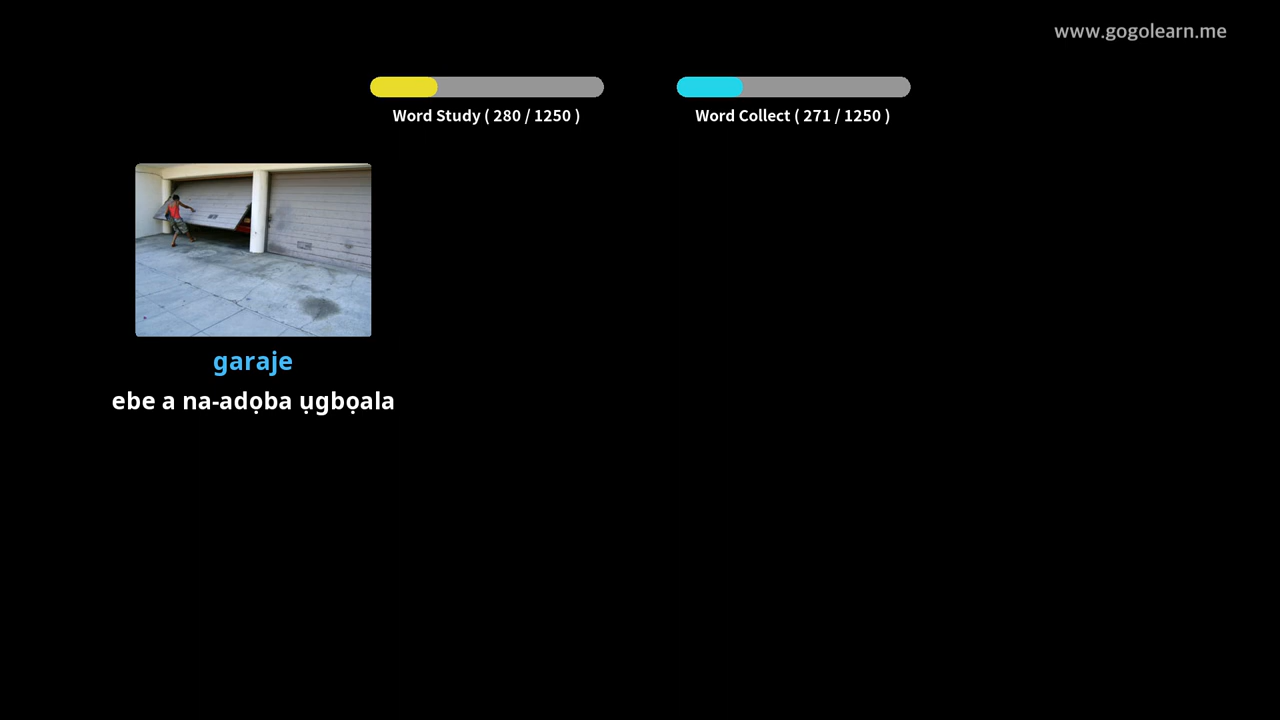 www.gogolearn.me
Word Study ( 280 / 1250 )
Word Collect ( 271 / 1250 )
garaje
ebe a na-adọba ụgbọala